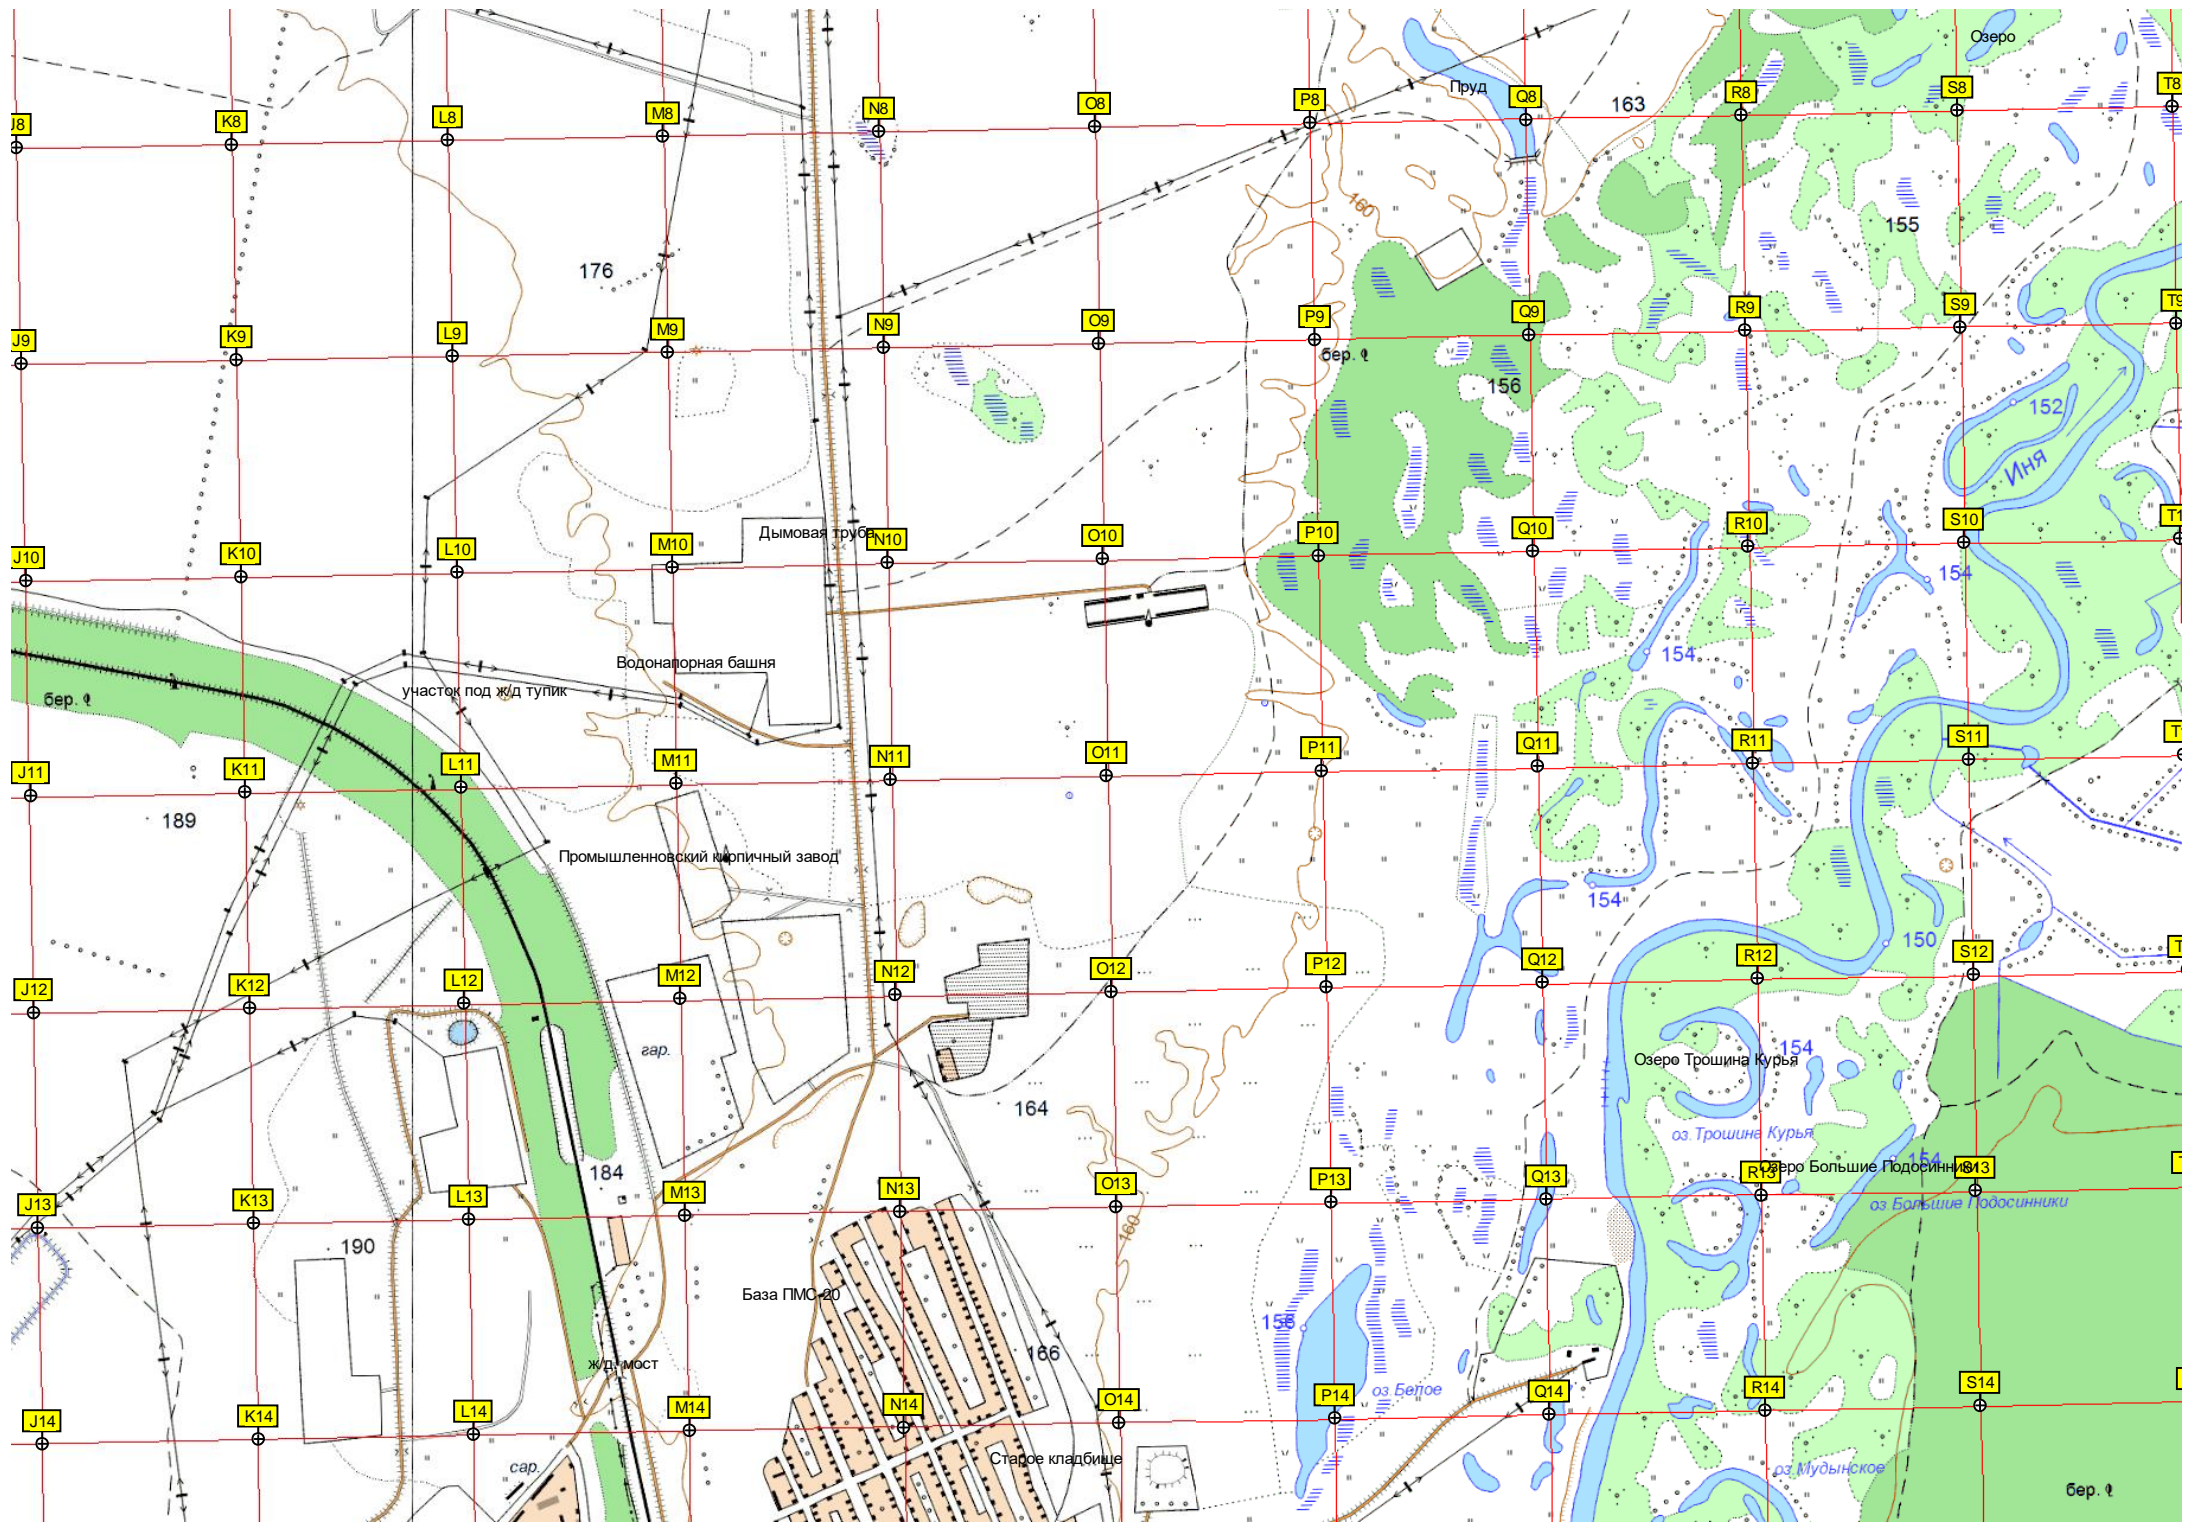 Озеро
Пруд
163
J8
K8
L8
M8
N8
O8
P8
Q8
R8
S8
T8
160
155
176
J9
K9
L9
M9
N9
O9
P9
Q9
R9
S9
T9
бер.
156
152
Иня
Дымовая труба
J10
K10
L10
M10
N10
O10
P10
Q10
R10
S10
154
154
Водонапорная башня
участок под ж/д тупик
бер.
J11
K11
L11
M11
N11
O11
P11
Q11
R11
S11
189
Промышленновский кирпичный завод
154
150
J12
K12
L12
M12
N12
O12
P12
Q12
R12
S12
гар.
Озеро Трошина Курья
154
164
оз.Трошина Курья
184
Озеро Большие Подосинники
154
J13
K13
L13
M13
N13
O13
P13
Q13
R13
S13
оз.Большие Подосинники
160
190
База ПМС-20
156
166
ж/д. мост
оз.Белое
J14
K14
L14
M14
N14
O14
P14
Q14
R14
S14
Старое кладбище
сар.
оз.Мудынское
бер.